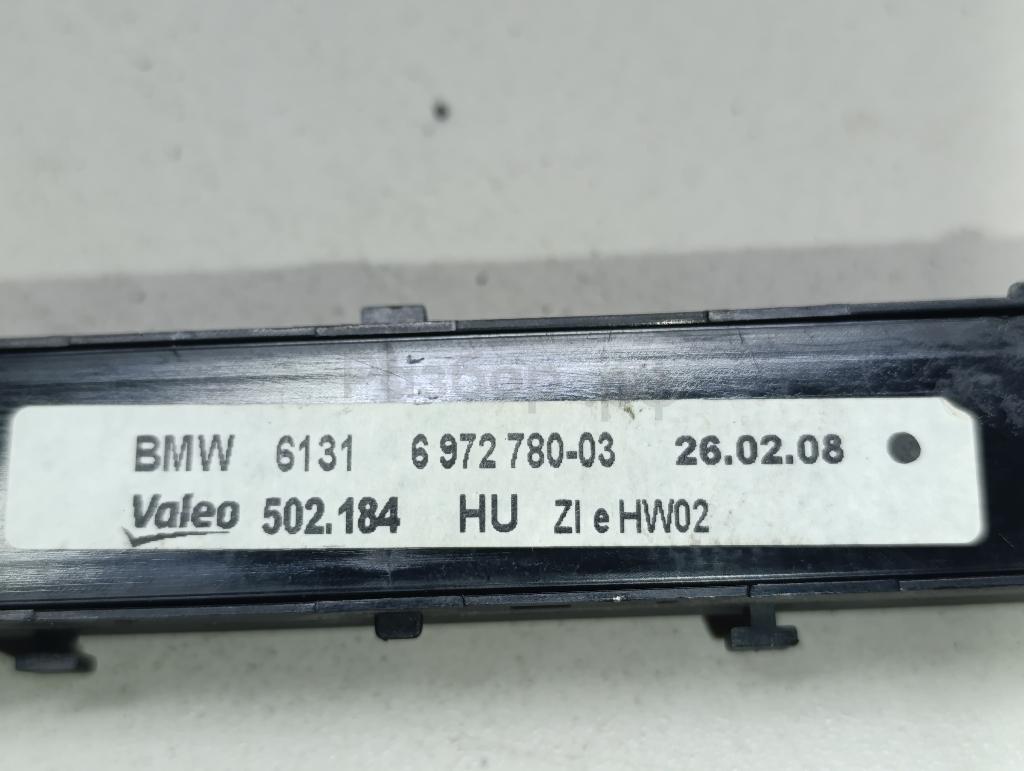 BMW 6131 6 972 780-03 26.02.08
Valeo 502.184 HU ZI e HW02